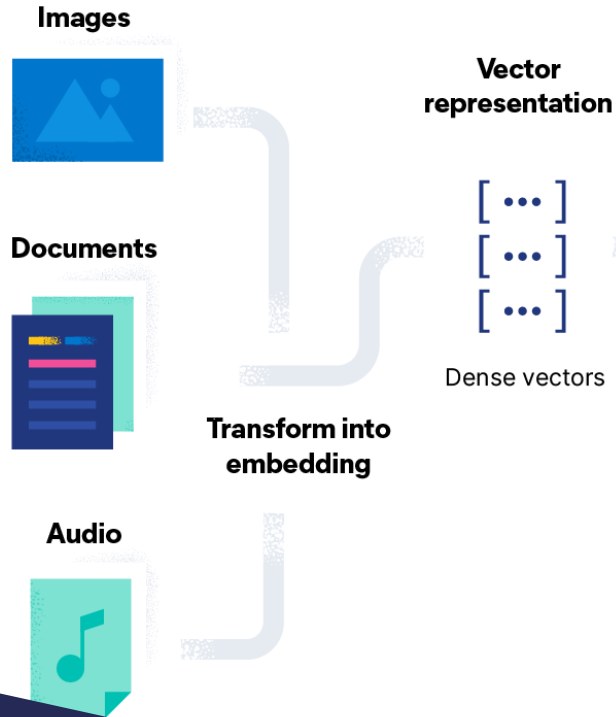 Images
Vector
representation
[ ••• ]
[ ••• ]
[ ••• ]
Documents
Dense vectors
Transform into
embedding
Audio